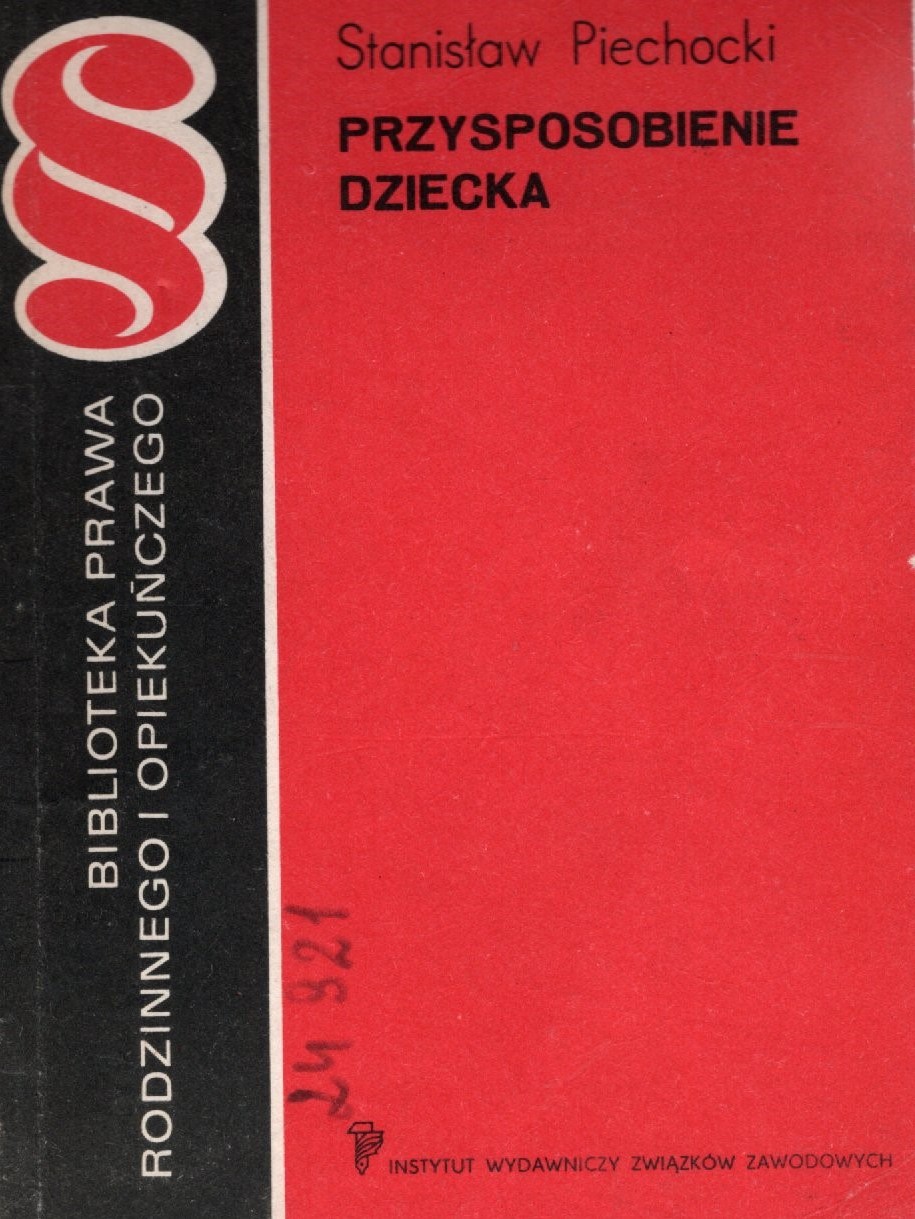 Stanisław Piechocki
PRZYSPOSOBIENIE
DZIECKA
§
BIBLIOTEKA PRAWA
RODZINNEGO I OPIEKUŃCZEGO
24 921
INSTYTUT WYDAWNICZY ZWIĄZKÓW ZAWODOWYCH